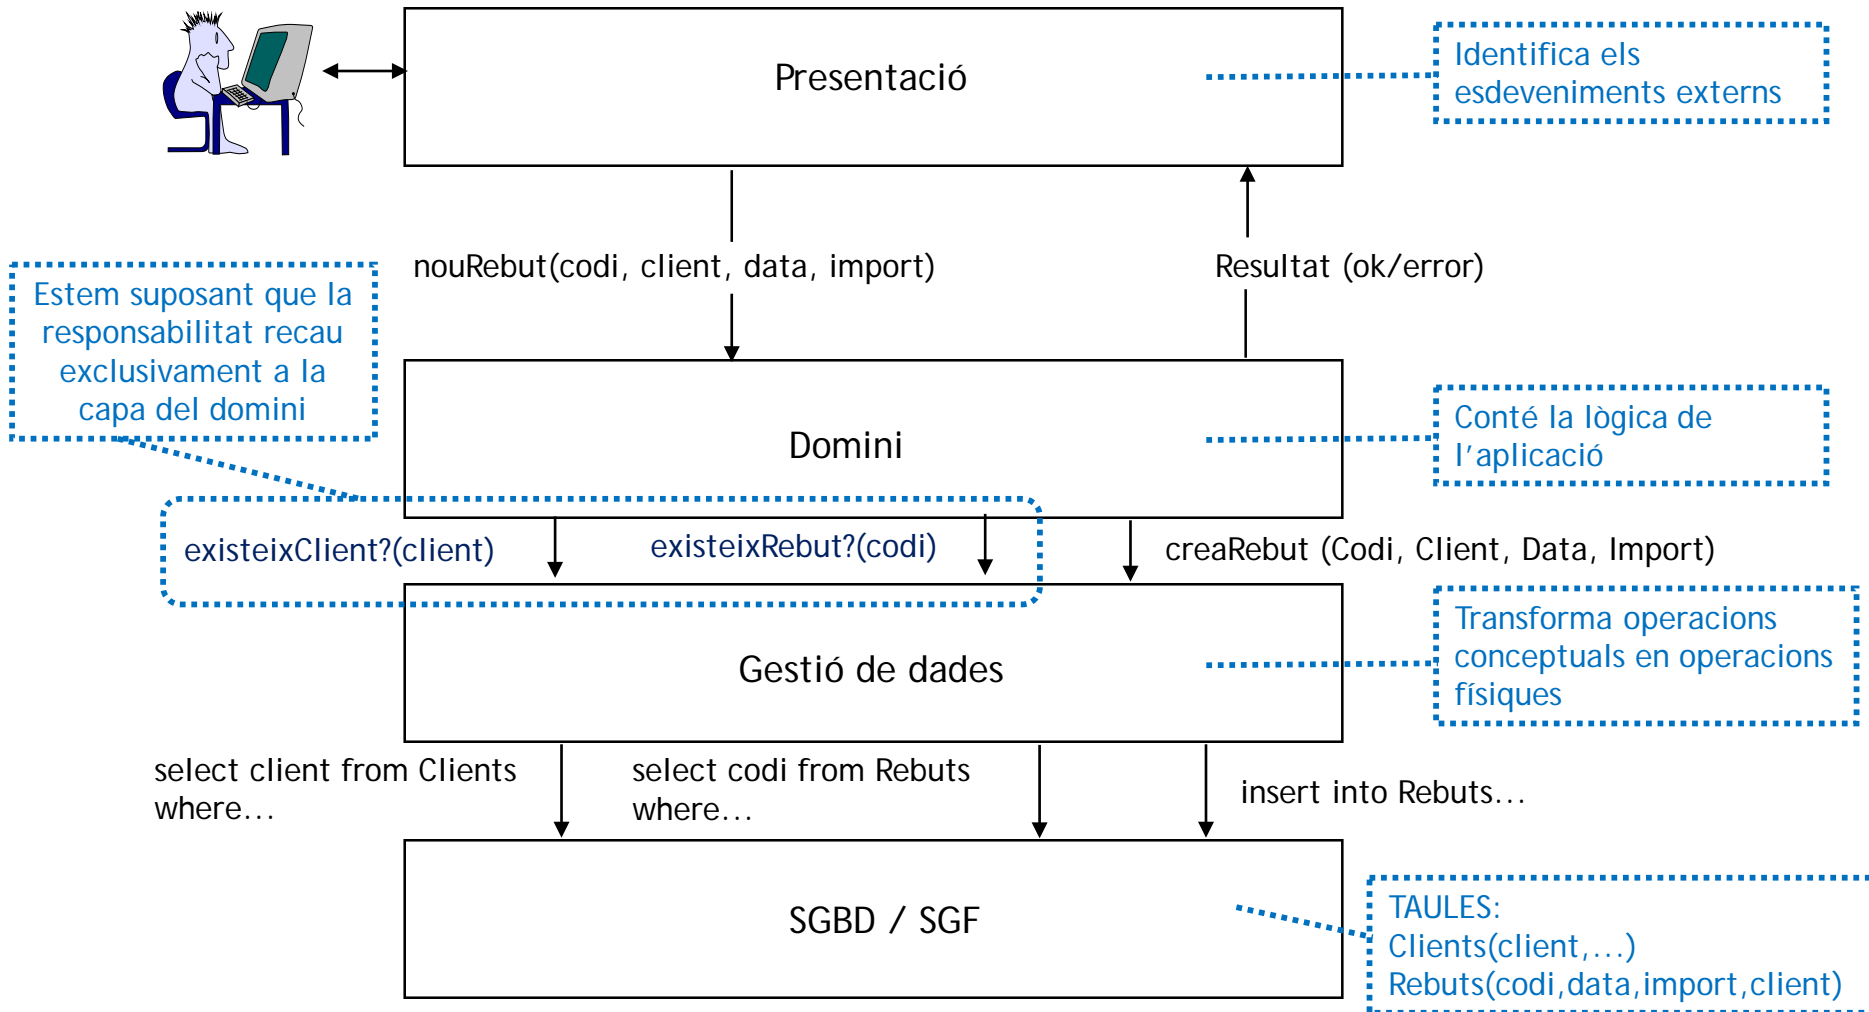 Presentació
Identifica els
esdeveniments externs
nouRebut(codi, client, data, import)
Resultat (ok/error)
Estem suposant que la
responsabilitat recau
exclusivament a la
capa del domini
Domini
Conté la lògica de
l'aplicació
existeixClient?(client)
existeixRebut?(codi)
creaRebut (Codi, Client, Data, Import)
Gestió de dades
Transforma operacions
conceptuals en operacions
físiques
select client from Clients
where...
select codi from Rebuts
where...
insert into Rebuts...
SGBD / SGF
TAULES:
Clients(client,...)
Rebuts(codi,data,import,client)